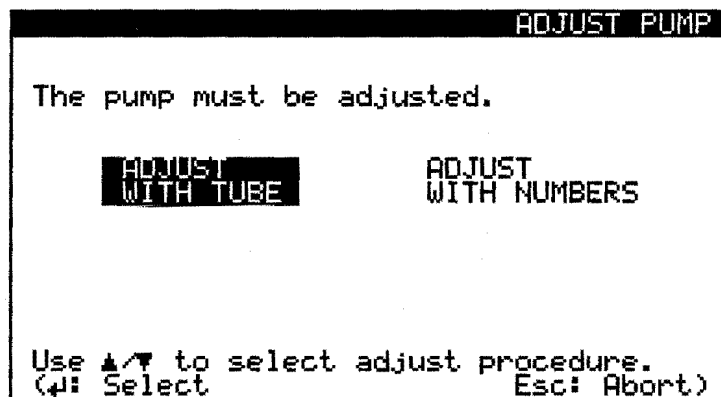 ADJUST PUMP
The pump must be adjusted.
ADJUST
WITH TUBE
ADJUST
WITH NUMBERS
Use ▲/▼ to select adjust procedure.
(↵: Select Esc: Abort)